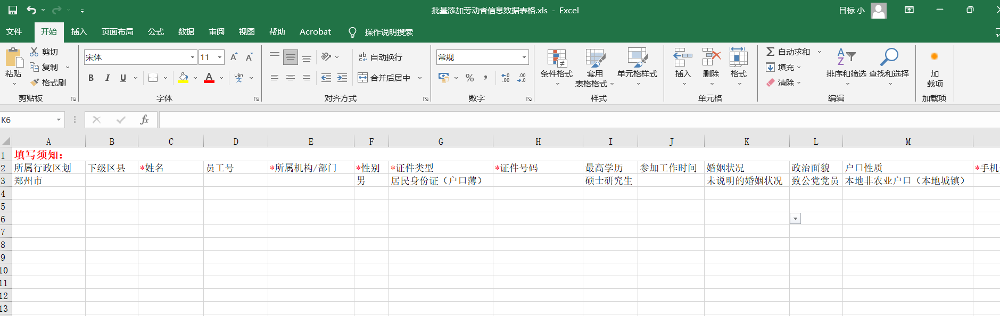 批量添加劳动者信息数据表格.xls - Excel 目标 小
文件 开始 插入 页面布局 公式 数据 审阅 视图 帮助 Acrobat 操作说明搜索
粘贴 剪切 复制 格式刷 剪贴板
宋体 11 B I U A wén 文 字体
ab 自动换行 合并后居中 对齐方式
常规 % , .00 .00 数字
条件格式 套用 表格格式 单元格样式 样式
插入 删除 格式 单元格
自动求和 填充 清除 排序和筛选 查找和选择 编辑
加 载项 加载项
K6 fx
A B C D E F G H I J K L M
1 填写须知：
2 所属行政区划 下级区县 *姓名 员工号 *所属机构/部门 *性别 *证件类型 *证件号码 最高学历 参加工作时间 婚姻状况 政治面貌 户口性质 *手机
3 郑州市 男 居民身份证（户口薄） 硕士研究生 未说明的婚姻状况 致公党党员 本地非农业户口（本地城镇）
4
5
6
7
8
9
10
11
12
13